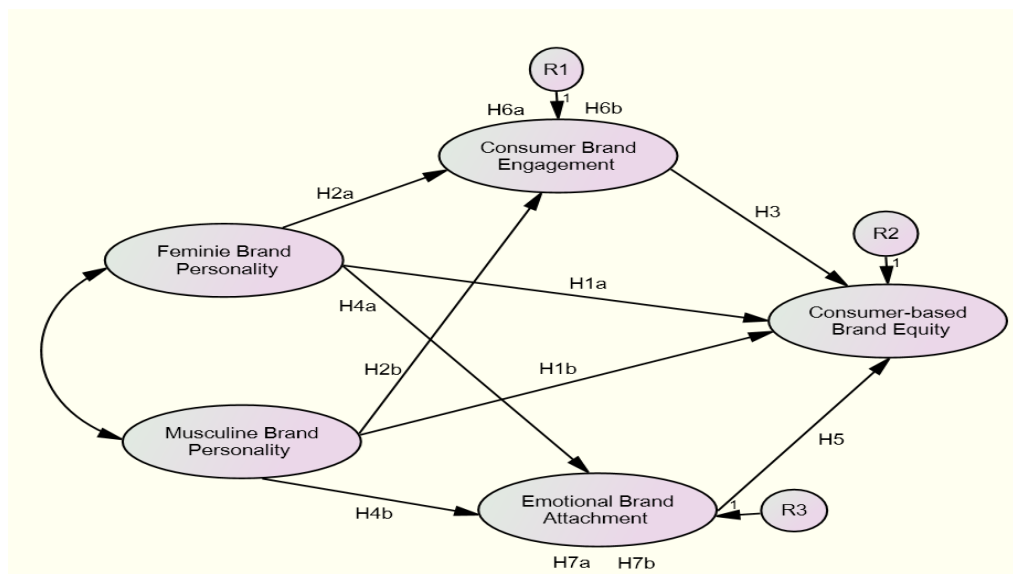 R1
1
H6a
H6b
Consumer Brand
Engagement
H2a
H3
R2
1
Feminie Brand
Personality
H1a
H4a
Consumer-based
Brand Equity
H2b
H1b
Musculine Brand
Personality
H5
H4b
Emotional Brand
Attachment
1
R3
H7a
H7b